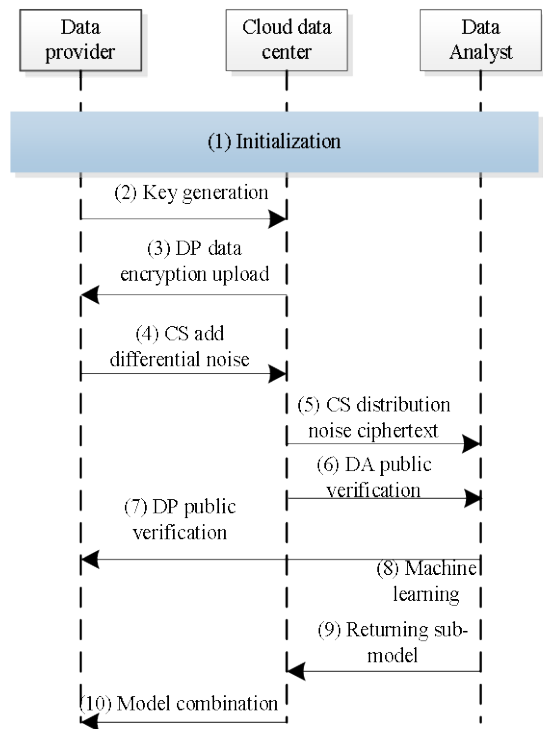 Data
provider
Cloud data
center
Data
Analyst
(1) Initialization
(2) Key generation
(3) DP data
encryption upload
(4) CS add
differential noise
(5) CS distribution
noise ciphertext
(6) DA public
verification
(7) DP public
verification
(8) Machine
learning
(9) Returning sub-
model
(10) Model combination